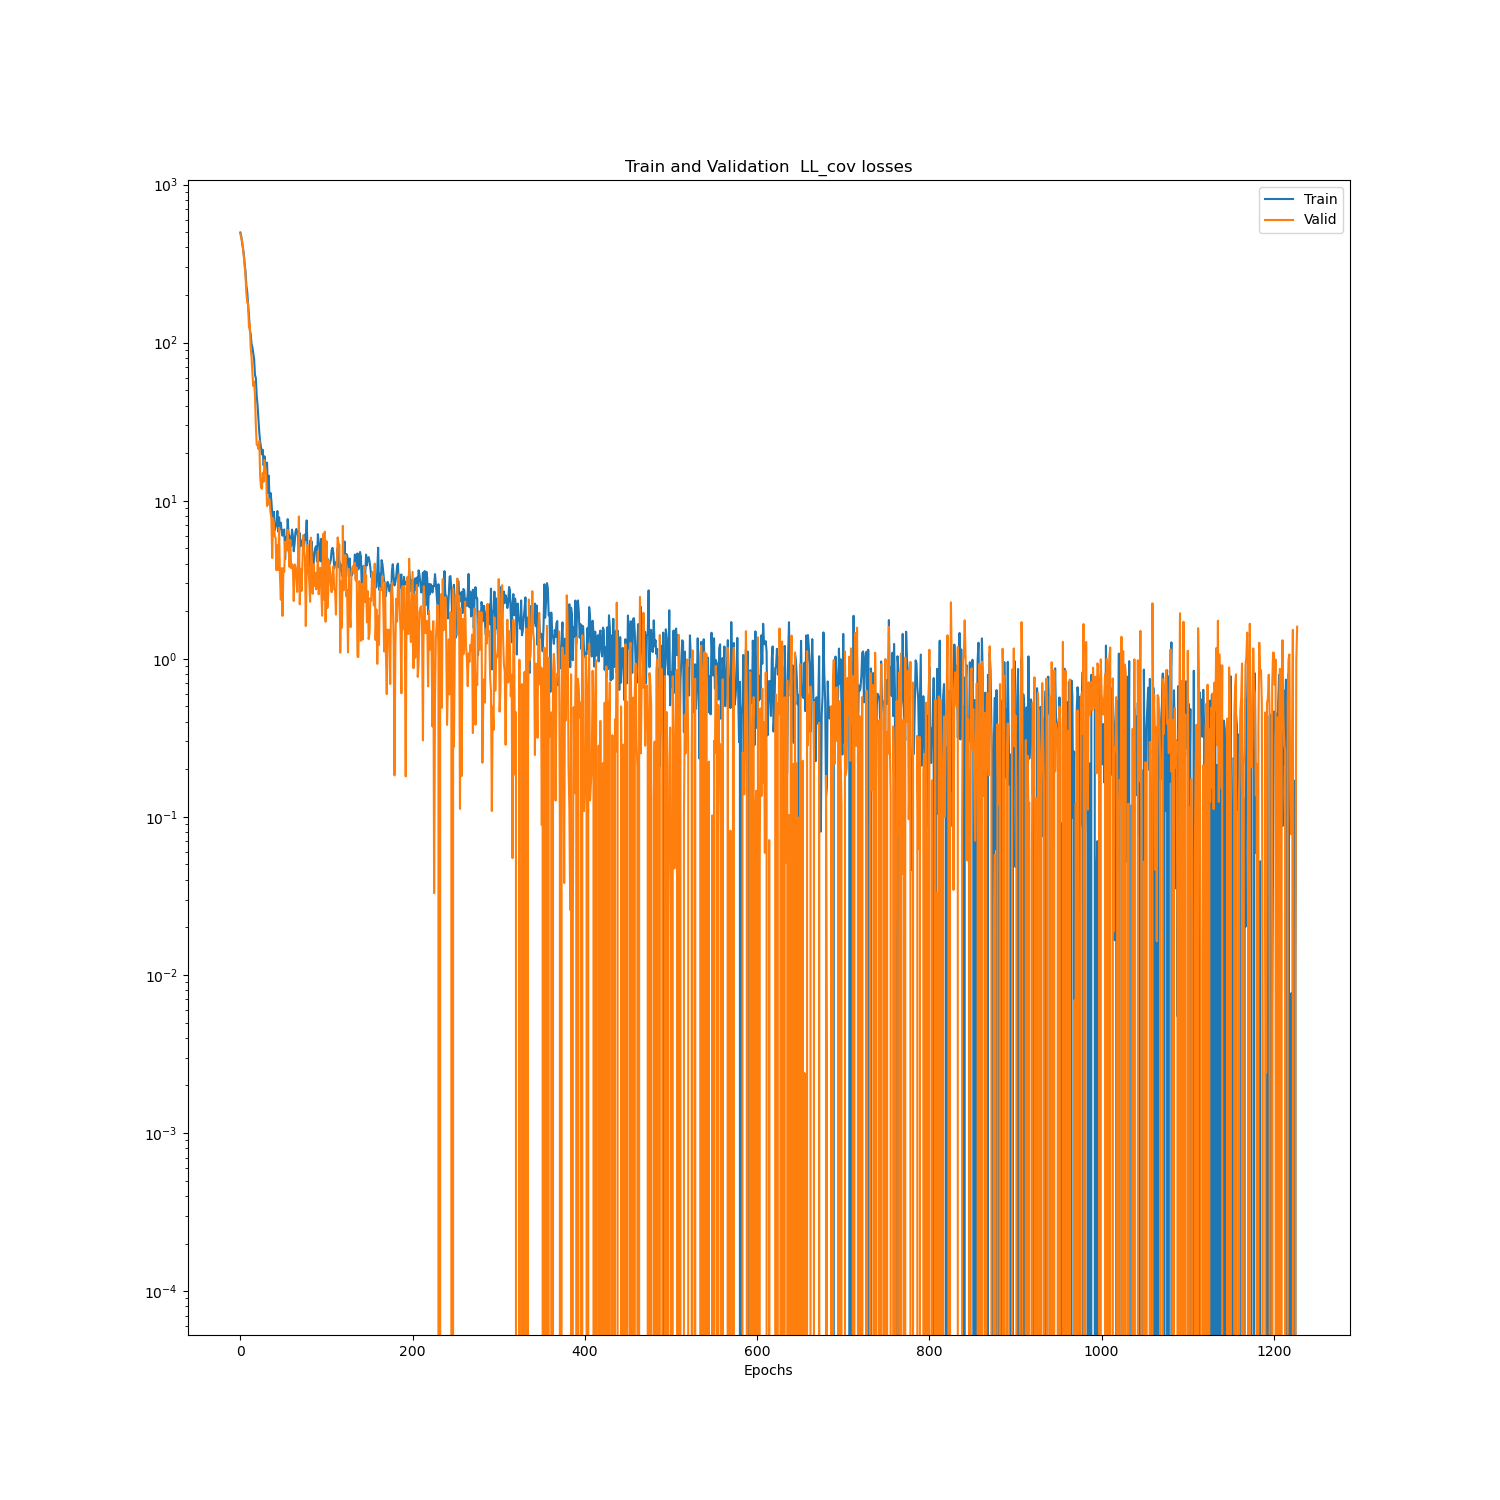 Train and Validation  LL_cov losses
10³
10²
10¹
10⁰
10⁻¹
10⁻²
10⁻³
10⁻⁴
Train
Valid
0 200 400 600 800 1000 1200
Epochs